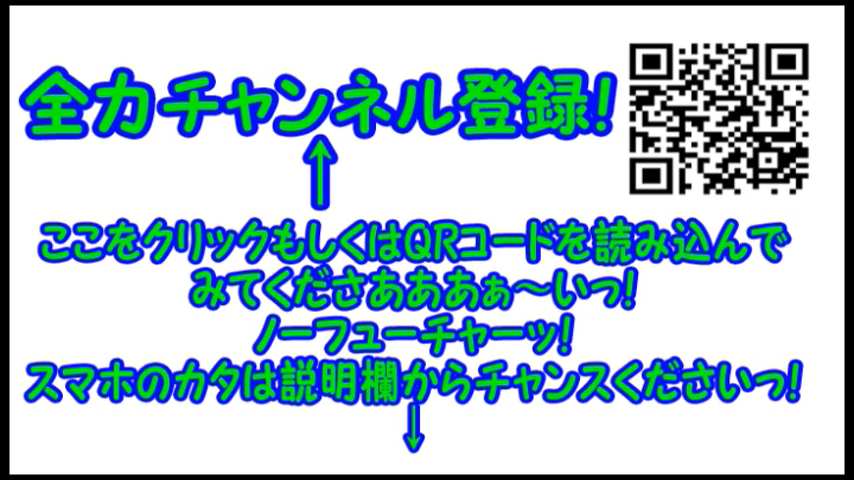 全力チャンネル登録!
↑
ここをクリックもしくはQRコードを読み込んで
みてくださあああぁ～いっ!
ノーフューチャーッ!
スマホのカタは説明欄からチャンスくださいっ!
↓